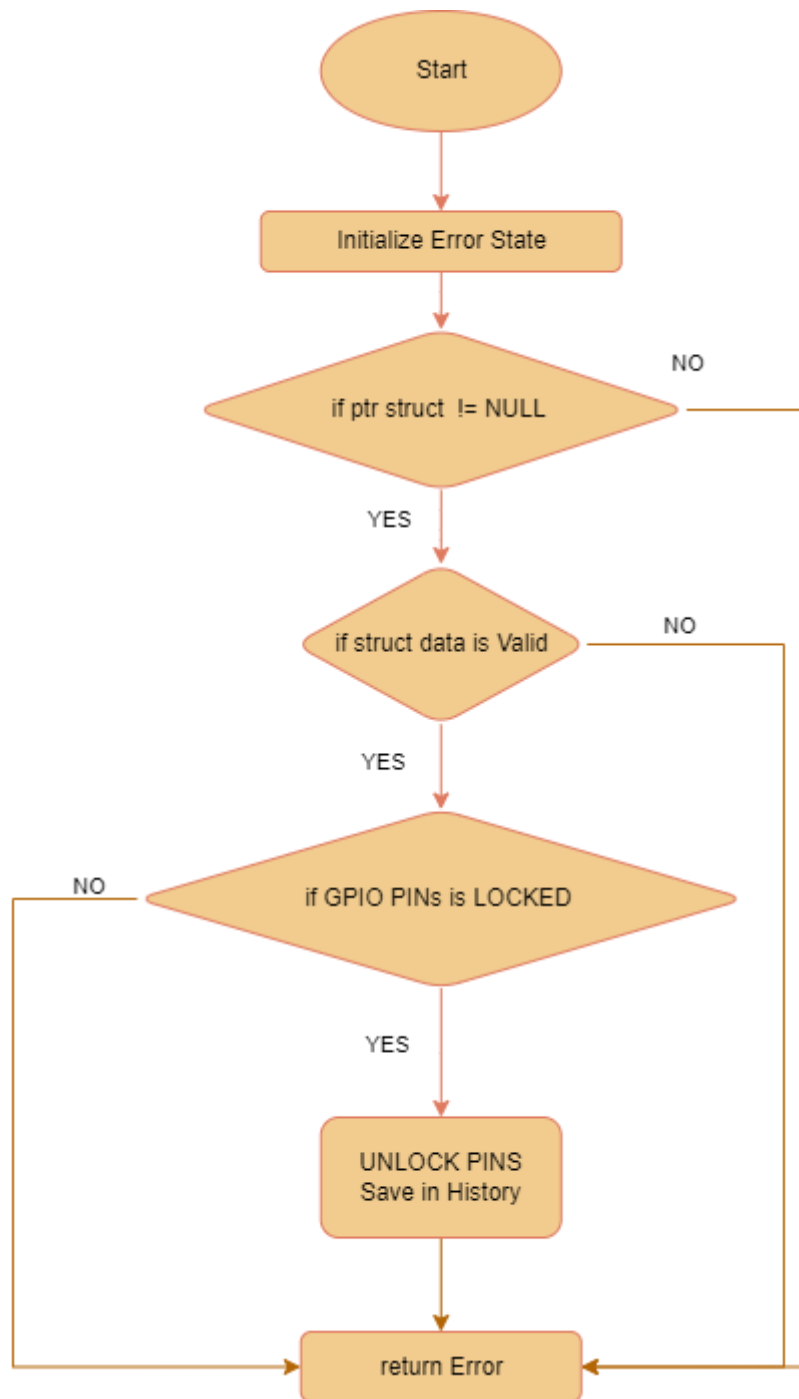 Start
Initialize Error State
if ptr struct != NULL
NO
YES
if struct data is Valid
NO
YES
if GPIO PINs is LOCKED
NO
YES
UNLOCK PINS
Save in History
return Error